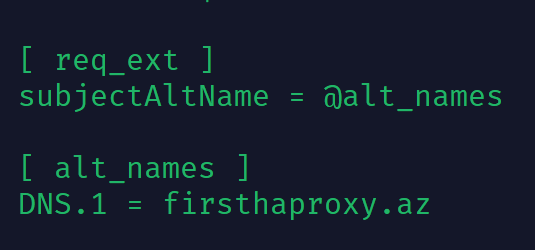 [ req_ext ]
subjectAltName = @alt_names
[ alt_names ]
DNS.1 = firsthaproxy.az